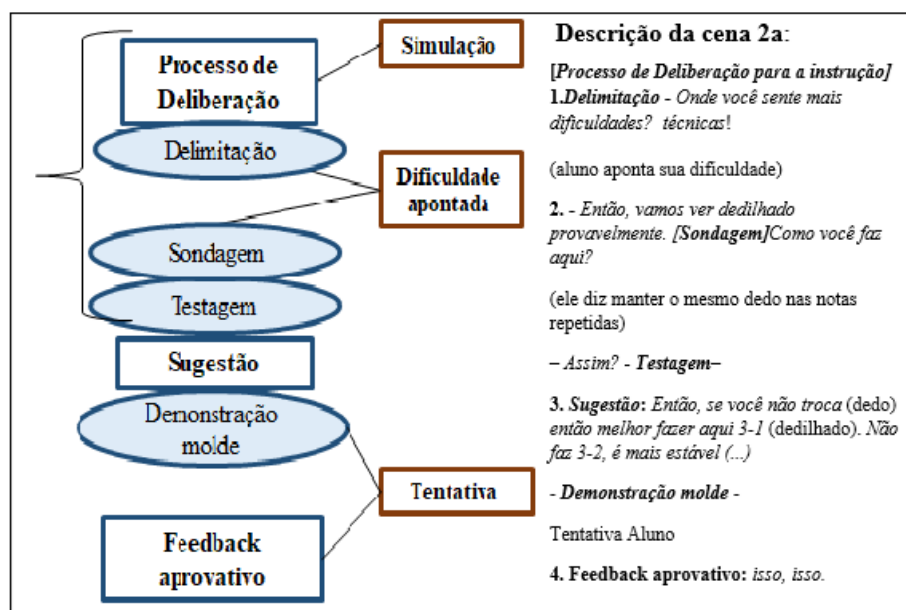 Processo de
Deliberação
Simulação
Delimitação
Dificuldade
apontada
Sondagem
Testagem
Sugestão
Demonstração
molde
Tentativa
Feedback
aprovativo
Descrição da cena 2a:
[Processo de Deliberação para a instrução]
1.Delimitação - Onde você sente mais
dificuldades? técnicas!
(aluno aponta sua dificuldade)
2. - Então, vamos ver dedilhado
provavelmente. [Sondagem]Como você faz
aqui?
(ele diz manter o mesmo dedo nas notas
repetidas)
– Assim? - Testagem–
3. Sugestão: Então, se você não troca (dedo)
então melhor fazer aqui 3-1 (dedilhado). Não
faz 3-2, é mais estável (...)
- Demonstração molde -
Tentativa Aluno
4. Feedback aprovativo: isso, isso.